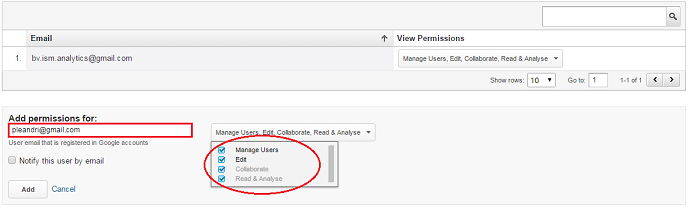 Email View Permissions
1. bv.ism.analytics@gmail.com Manage Users, Edit, Collaborate, Read & Analyse
Show rows: 10 Go to: 1 1-1 of 1
Add permissions for:
pleandri@gmail.com Manage Users, Edit, Collaborate, Read & Analyse
User email that is registered in Google accounts
Manage Users
Notify this user by email Edit
Collaborate
Read & Analyse
Add Cancel